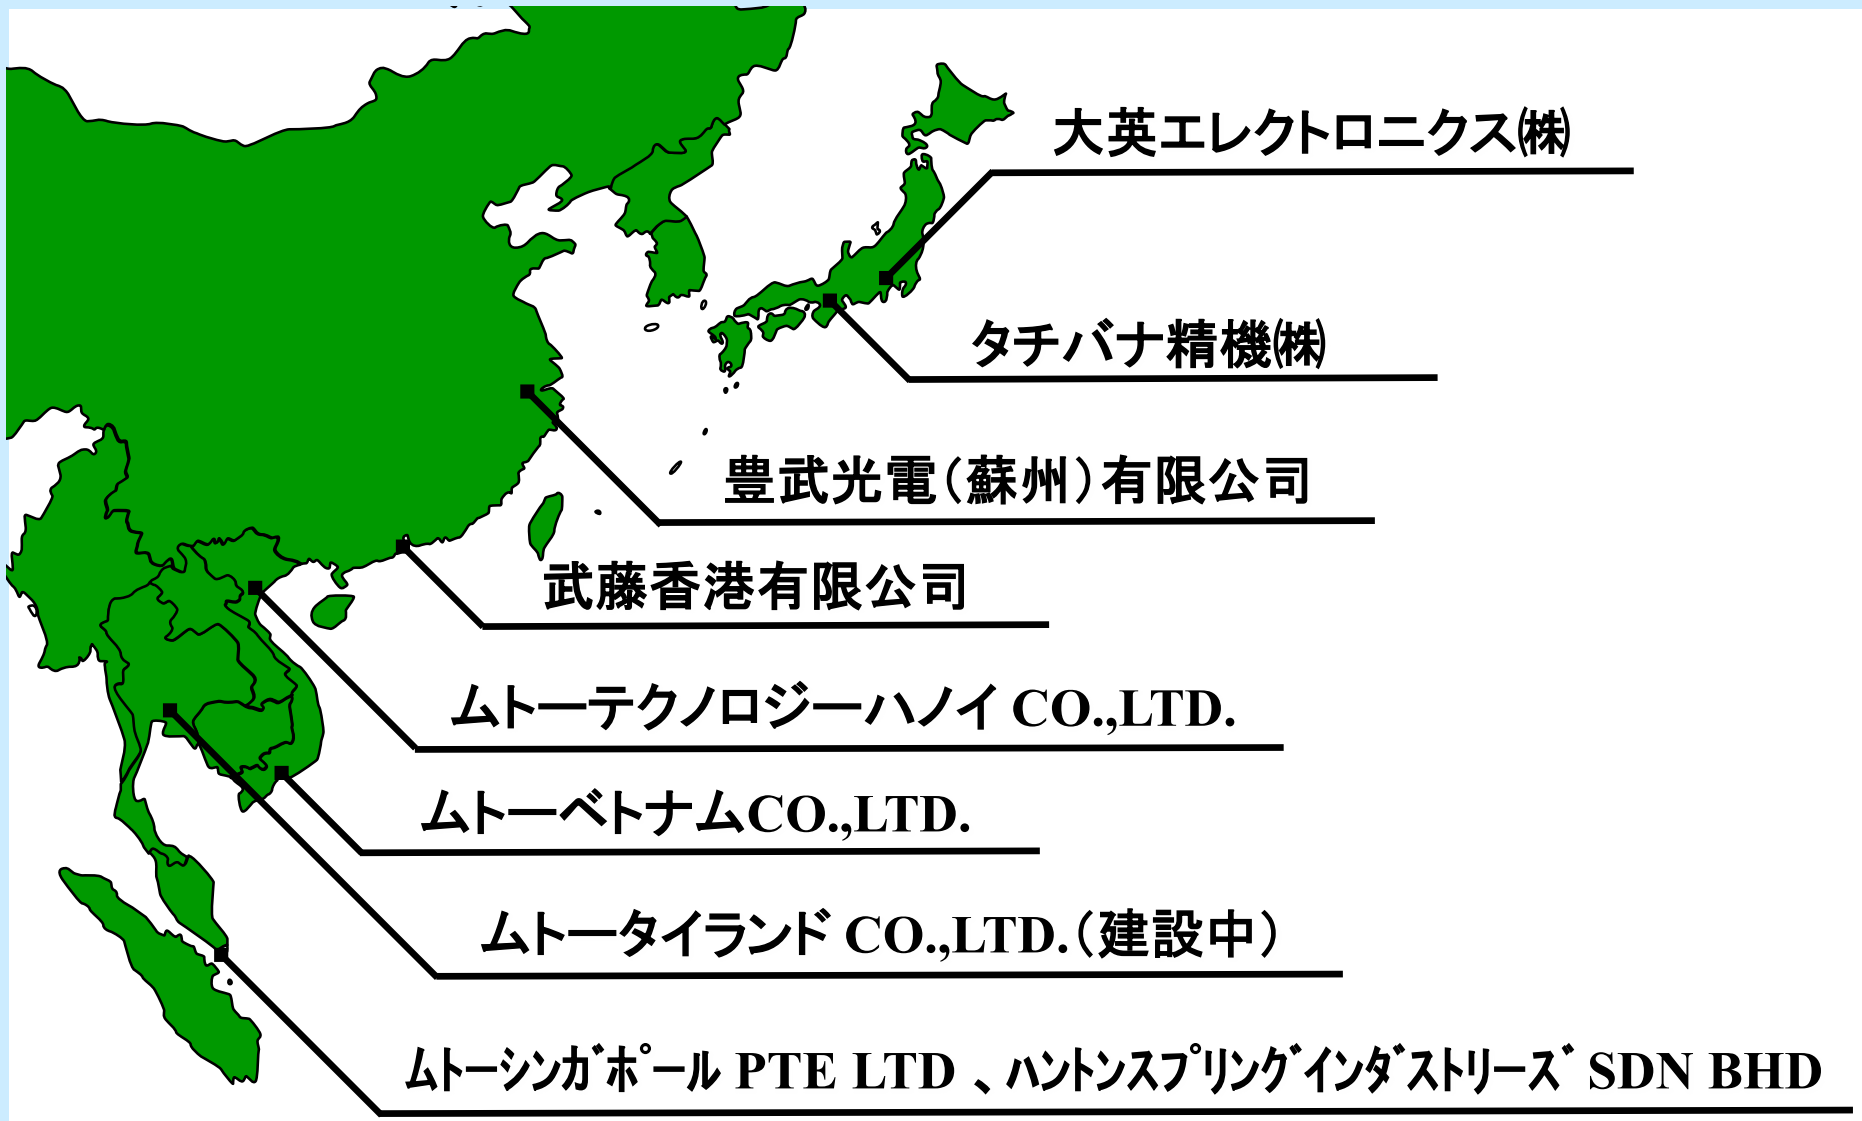 大英エレクトロニクス㈱
タチバナ精機㈱
豊武光電（蘇州）有限公司
武藤香港有限公司
ムトーテクノロジーハノイ CO.,LTD.
ムトーベトナムCO.,LTD.
ムトータイランド CO.,LTD.（建設中）
ムトーシンガポール PTE LTD 、ハントンスプリングインダストリーズ SDN BHD